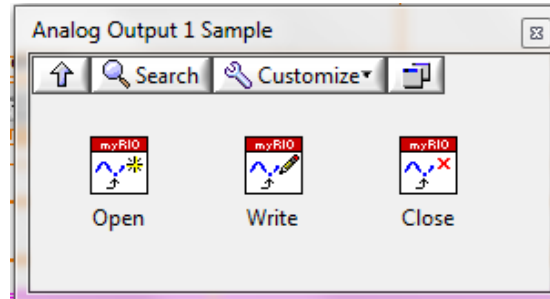 Analog Output 1 Sample
Search Customize
myRIO myRIO myRIO
Open Write Close